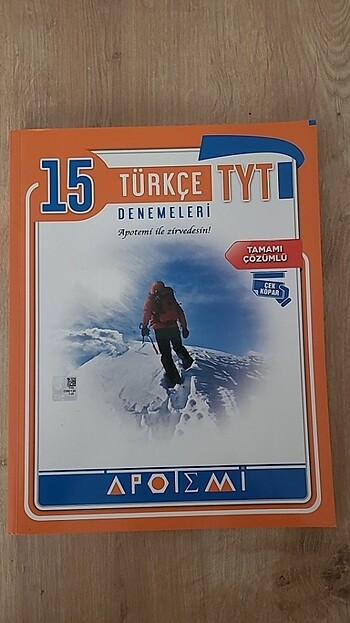 15
TÜRKÇE
TYT
DENEMELERİ
Apotemi ile zirvedesin!
TAMAMI
ÇÖZÜMLÜ
ÇEK
KOPAR
APOTEMİ